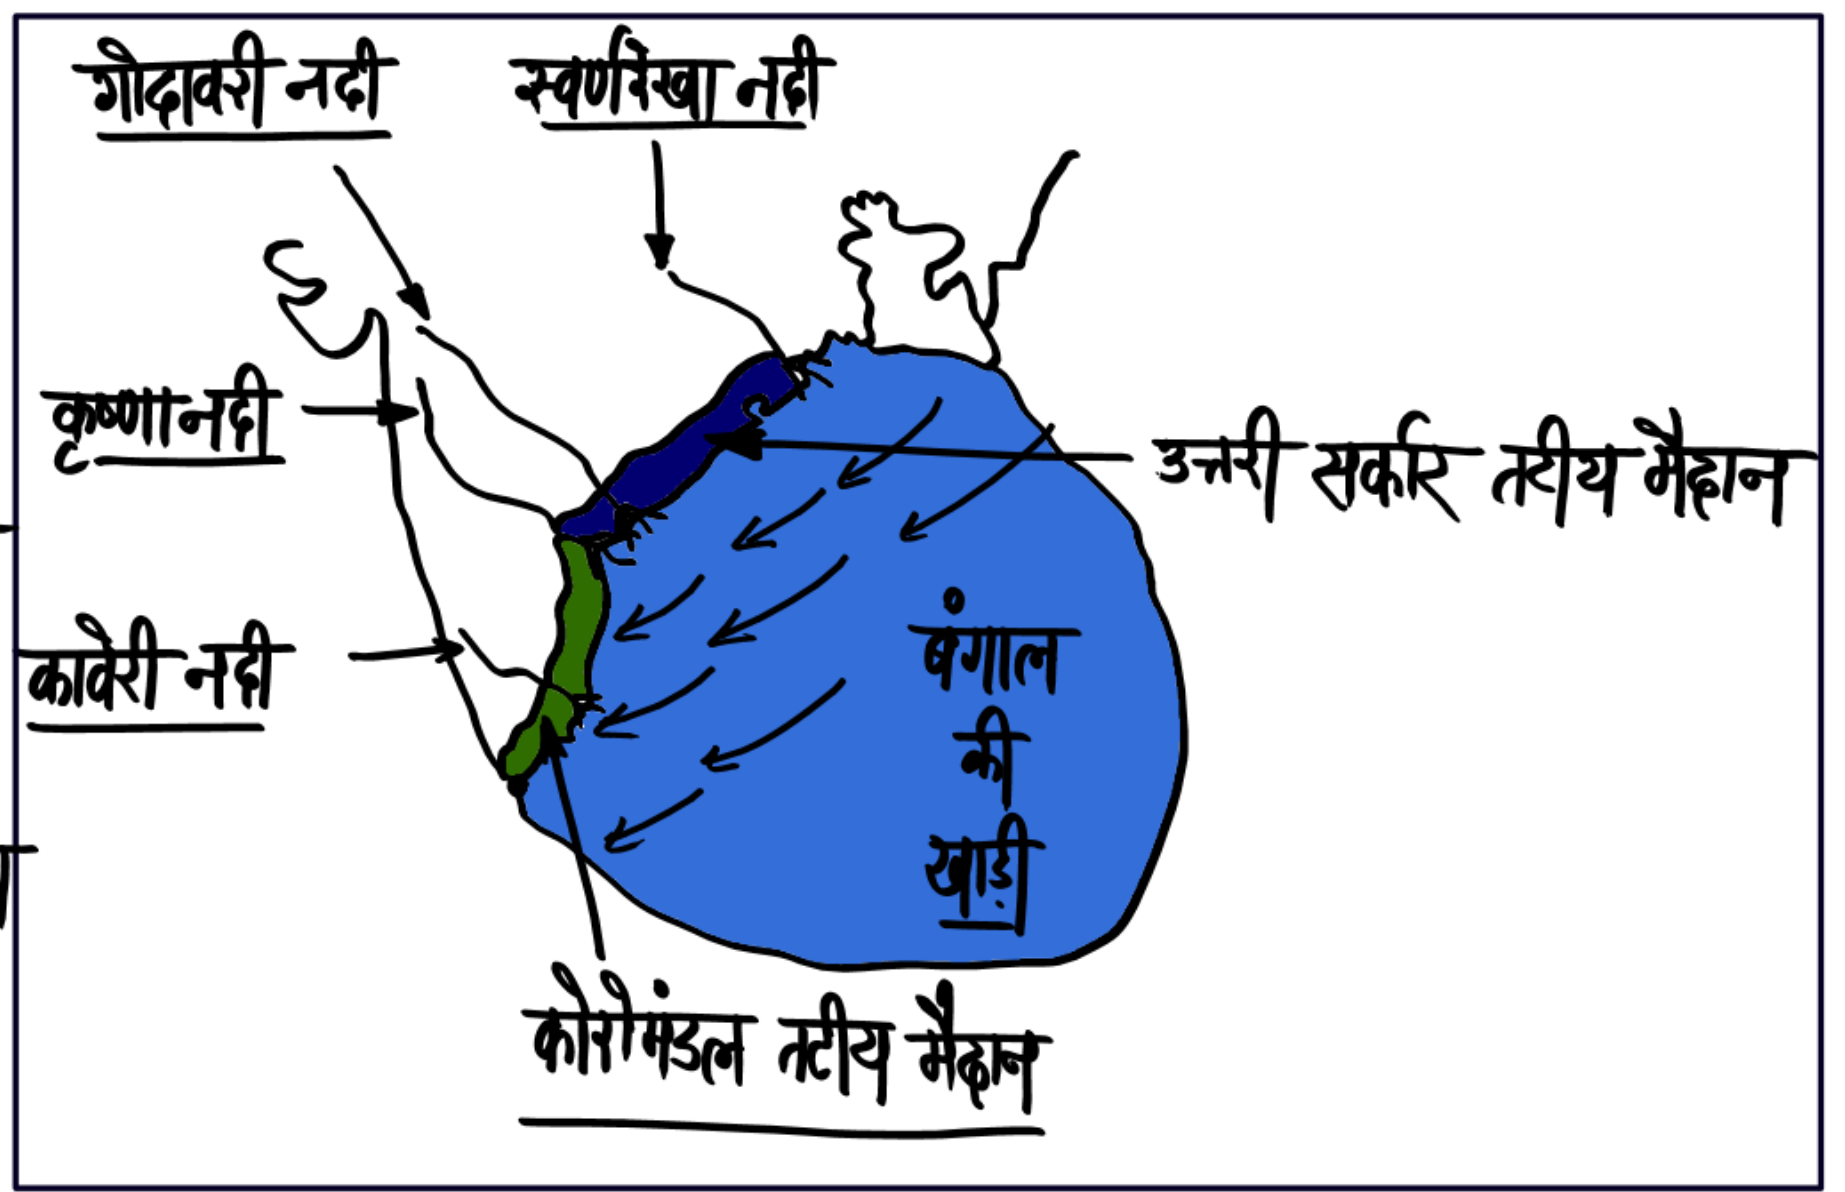 गोदावरी नदी
स्वर्णरेखा नदी
कृष्णा नदी
उत्तरी सर्कार तटीय मैदान
कावेरी नदी
बंगाल
की
खाड़ी
कोरोमंडल तटीय मैदान